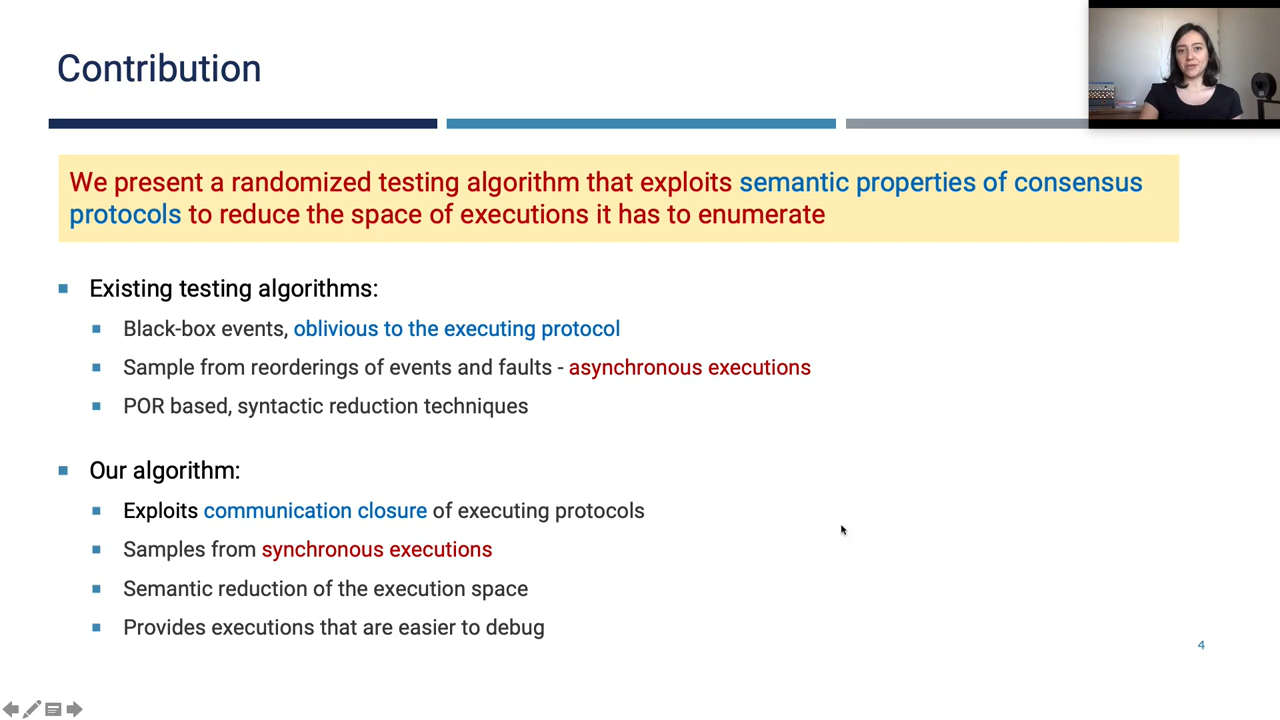 Contribution
We present a randomized testing algorithm that exploits semantic properties of consensus
protocols to reduce the space of executions it has to enumerate
Existing testing algorithms:
Black-box events, oblivious to the executing protocol
Sample from reorderings of events and faults - asynchronous executions
POR based, syntactic reduction techniques
Our algorithm:
Exploits communication closure of executing protocols
Samples from synchronous executions
Semantic reduction of the execution space
Provides executions that are easier to debug
4